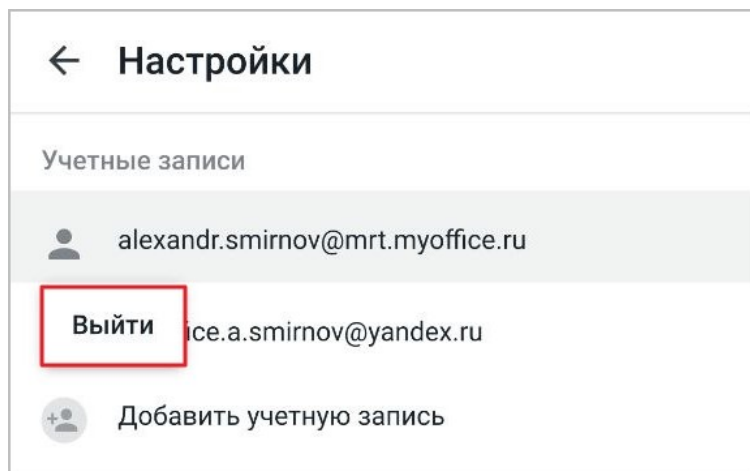 Настройки
Учетные записи
alexandr.smirnov@mrt.myoffice.ru
Выйти
ice.a.smirnov@yandex.ru
Добавить учетную запись